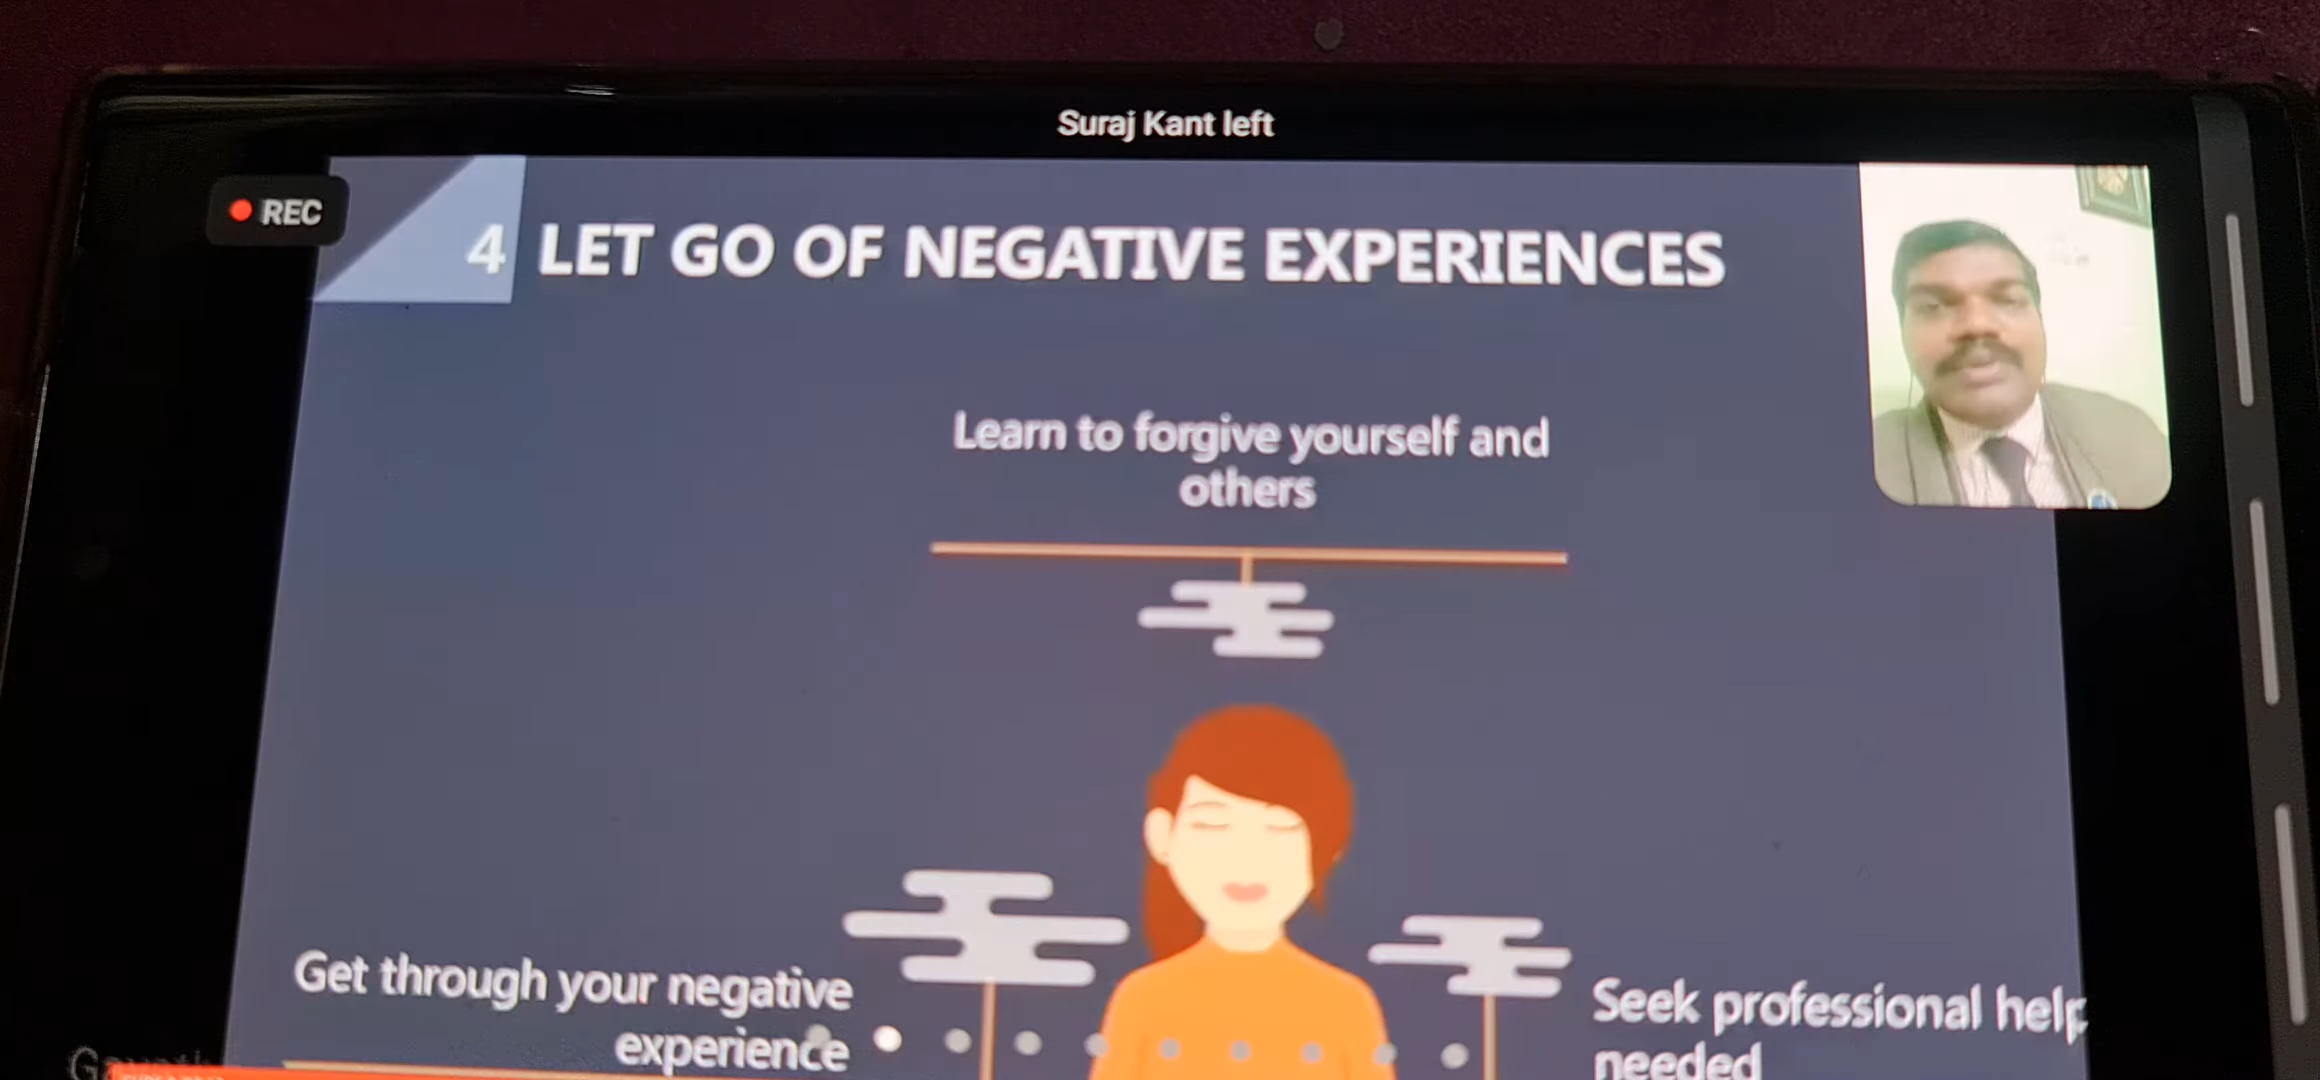 Suraj Kant left
REC
4 LET GO OF NEGATIVE EXPERIENCES
Learn to forgive yourself and
others
Get through your negative
experience
Seek professional help
needed